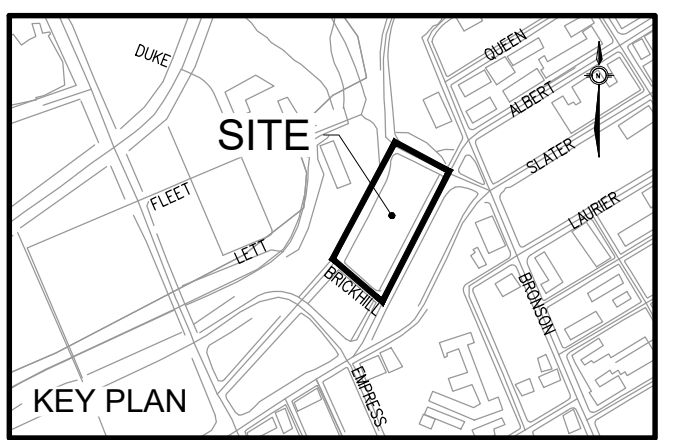 DUKE
QUEEN
N
ALBERT
SITE
SLATER
FLEET
LAURIER
LETT
BRICKHILL
BRONSON
EMPRESS
KEY PLAN